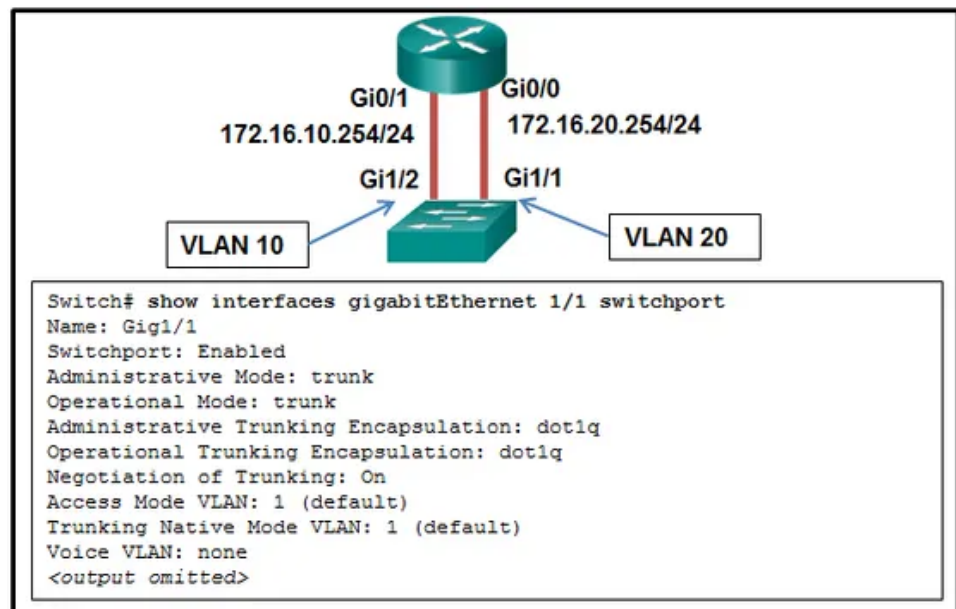 Gi0/1
Gi0/0
172.16.10.254/24
172.16.20.254/24
Gi1/2
Gi1/1
VLAN 10
VLAN 20
Switch# show interfaces gigabitEthernet 1/1 switchport
Name: Gig1/1
Switchport: Enabled
Administrative Mode: trunk
Operational Mode: trunk
Administrative Trunking Encapsulation: dot1q
Operational Trunking Encapsulation: dot1q
Negotiation of Trunking: On
Access Mode VLAN: 1 (default)
Trunking Native Mode VLAN: 1 (default)
Voice VLAN: none
<output omitted>